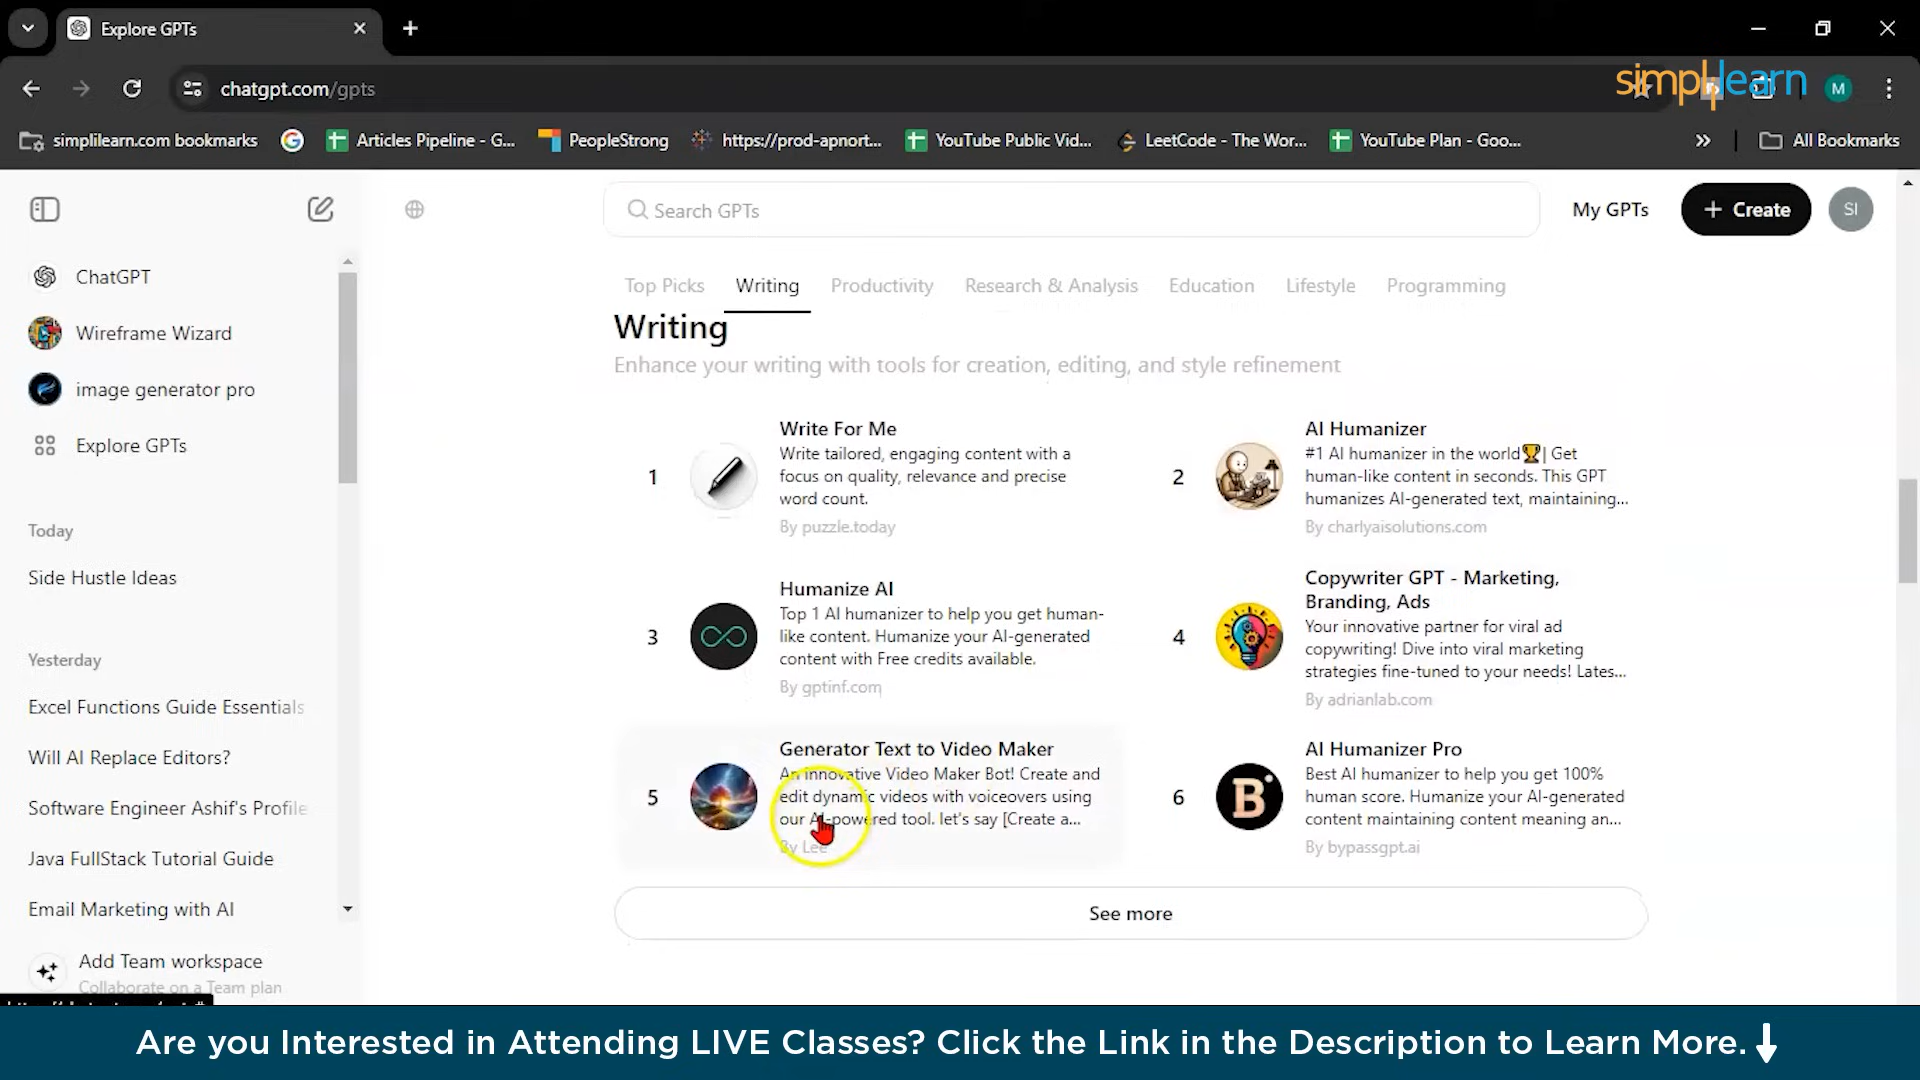 Explore GPTs
chatgpt.com/gpts
simplilearn
M
simplilearn.com bookmarks
Articles Pipeline - G...
PeopleStrong
https://prod-apnort...
YouTube Public Vid...
LeetCode - The Wor...
YouTube Plan - Goo...
All Bookmarks
Search GPTs
My GPTs
+ Create
SI
ChatGPT
Wireframe Wizard
image generator pro
Explore GPTs
Today
Side Hustle Ideas
Yesterday
Excel Functions Guide Essentials
Will AI Replace Editors?
Software Engineer Ashif's Profile
Java FullStack Tutorial Guide
Email Marketing with AI
Add Team workspace
Collaborate on a Team plan
Top Picks
Writing
Productivity
Research & Analysis
Education
Lifestyle
Programming
Writing
Enhance your writing with tools for creation, editing, and style refinement
1
Write For Me
Write tailored, engaging content with a
focus on quality, relevance and precise
word count.
By puzzle.today
2
AI Humanizer
#1 AI humanizer in the world🏆| Get
human-like content in seconds. This GPT
humanizes AI-generated text, maintaining...
By charlyaisolutions.com
3
Humanize AI
Top 1 AI humanizer to help you get human-
like content. Humanize your AI-generated
content with Free credits available.
By gptinf.com
4
Copywriter GPT - Marketing,
Branding, Ads
Your innovative partner for viral ad
copywriting! Dive into viral marketing
strategies fine-tuned to your needs! Lates...
By adrianlab.com
5
Generator Text to Video Maker
An innovative Video Maker Bot! Create and
edit dynamic videos with voiceovers using
our AI-powered tool. let's say [Create a...
By Lee
6
AI Humanizer Pro
Best AI humanizer to help you get 100%
human score. Humanize your AI-generated
content maintaining content meaning an...
By bypassgpt.ai
B
See more
Are you Interested in Attending LIVE Classes? Click the Link in the Description to Learn More.